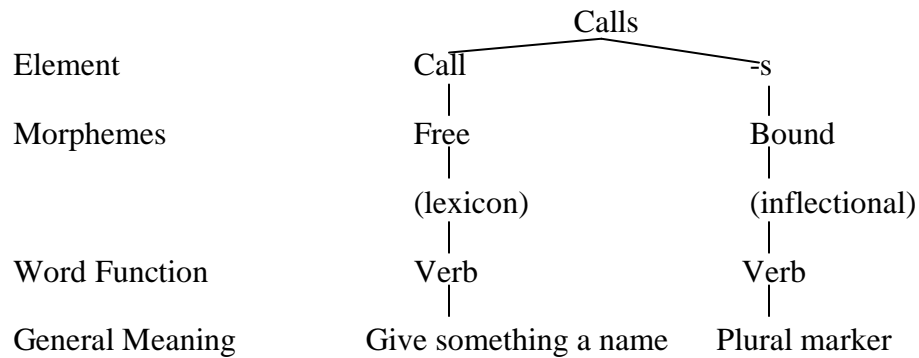 Calls
Element Call -s
Morphemes Free Bound
(lexicon) (inflectional)
Word Function Verb Verb
General Meaning Give something a name Plural marker